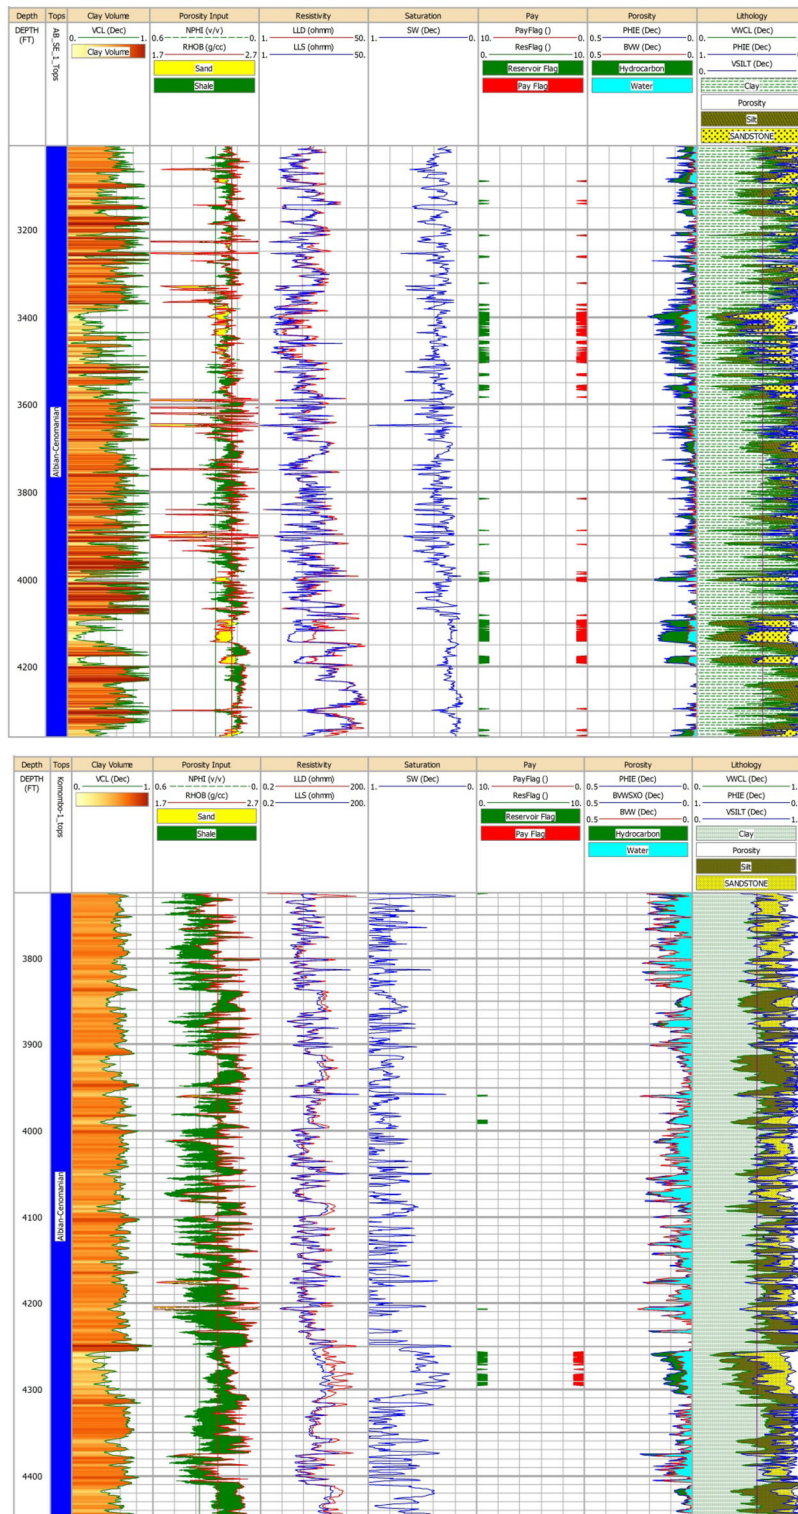 Depth Tops Clay Volume Porosity Input Resistivity Saturation Pay Porosity Lithology
DEPTH (FT)
AB_SE_1_Tops
0. VCL (Dec) 1.
Clay Volume
0.6 NPHI (v/v) 0.
1.7 RHOB (g/cc) 2.7
Sand
Shale
1. LLD (ohmm) 50.
1. LLS (ohmm) 50.
1. SW (Dec) 0.
10. PayFlag () 0.
0. ResFlag () 10.
Reservoir Flag
Pay Flag
0.5 PHIE (Dec) 0.
0.5 BVW (Dec) 0.
Hydrocarbon
Water
0. VWCL (Dec) 1.
1. PHIE (Dec) 0.
0. VSILT (Dec) 1.
Clay
Porosity
Silt
SANDSTONE
3200
3400
3600
Albian-Cenomanian
3800
4000
4200
Depth Tops Clay Volume Porosity Input Resistivity Saturation Pay Porosity Lithology
DEPTH (FT)
Komombo-1_tops
0. VCL (Dec) 1.
0.6 NPHI (v/v) 0.
1.7 RHOB (g/cc) 2.7
Sand
Shale
0.2 LLD (ohmm) 200.
0.2 LLS (ohmm) 200.
1. SW (Dec) 0.
10. PayFlag () 0.
0. ResFlag () 10.
Reservoir Flag
Pay Flag
0.5 PHIE (Dec) 0.
0.5 BVWSXO (Dec) 0.
0.5 BVW (Dec) 0.
Hydrocarbon
Water
0. VWCL (Dec) 1.
1. PHIE (Dec) 0.
0. VSILT (Dec) 1.
Clay
Porosity
Silt
SANDSTONE
3800
3900
4000
4100
Albian-Cenomanian
4200
4300
4400